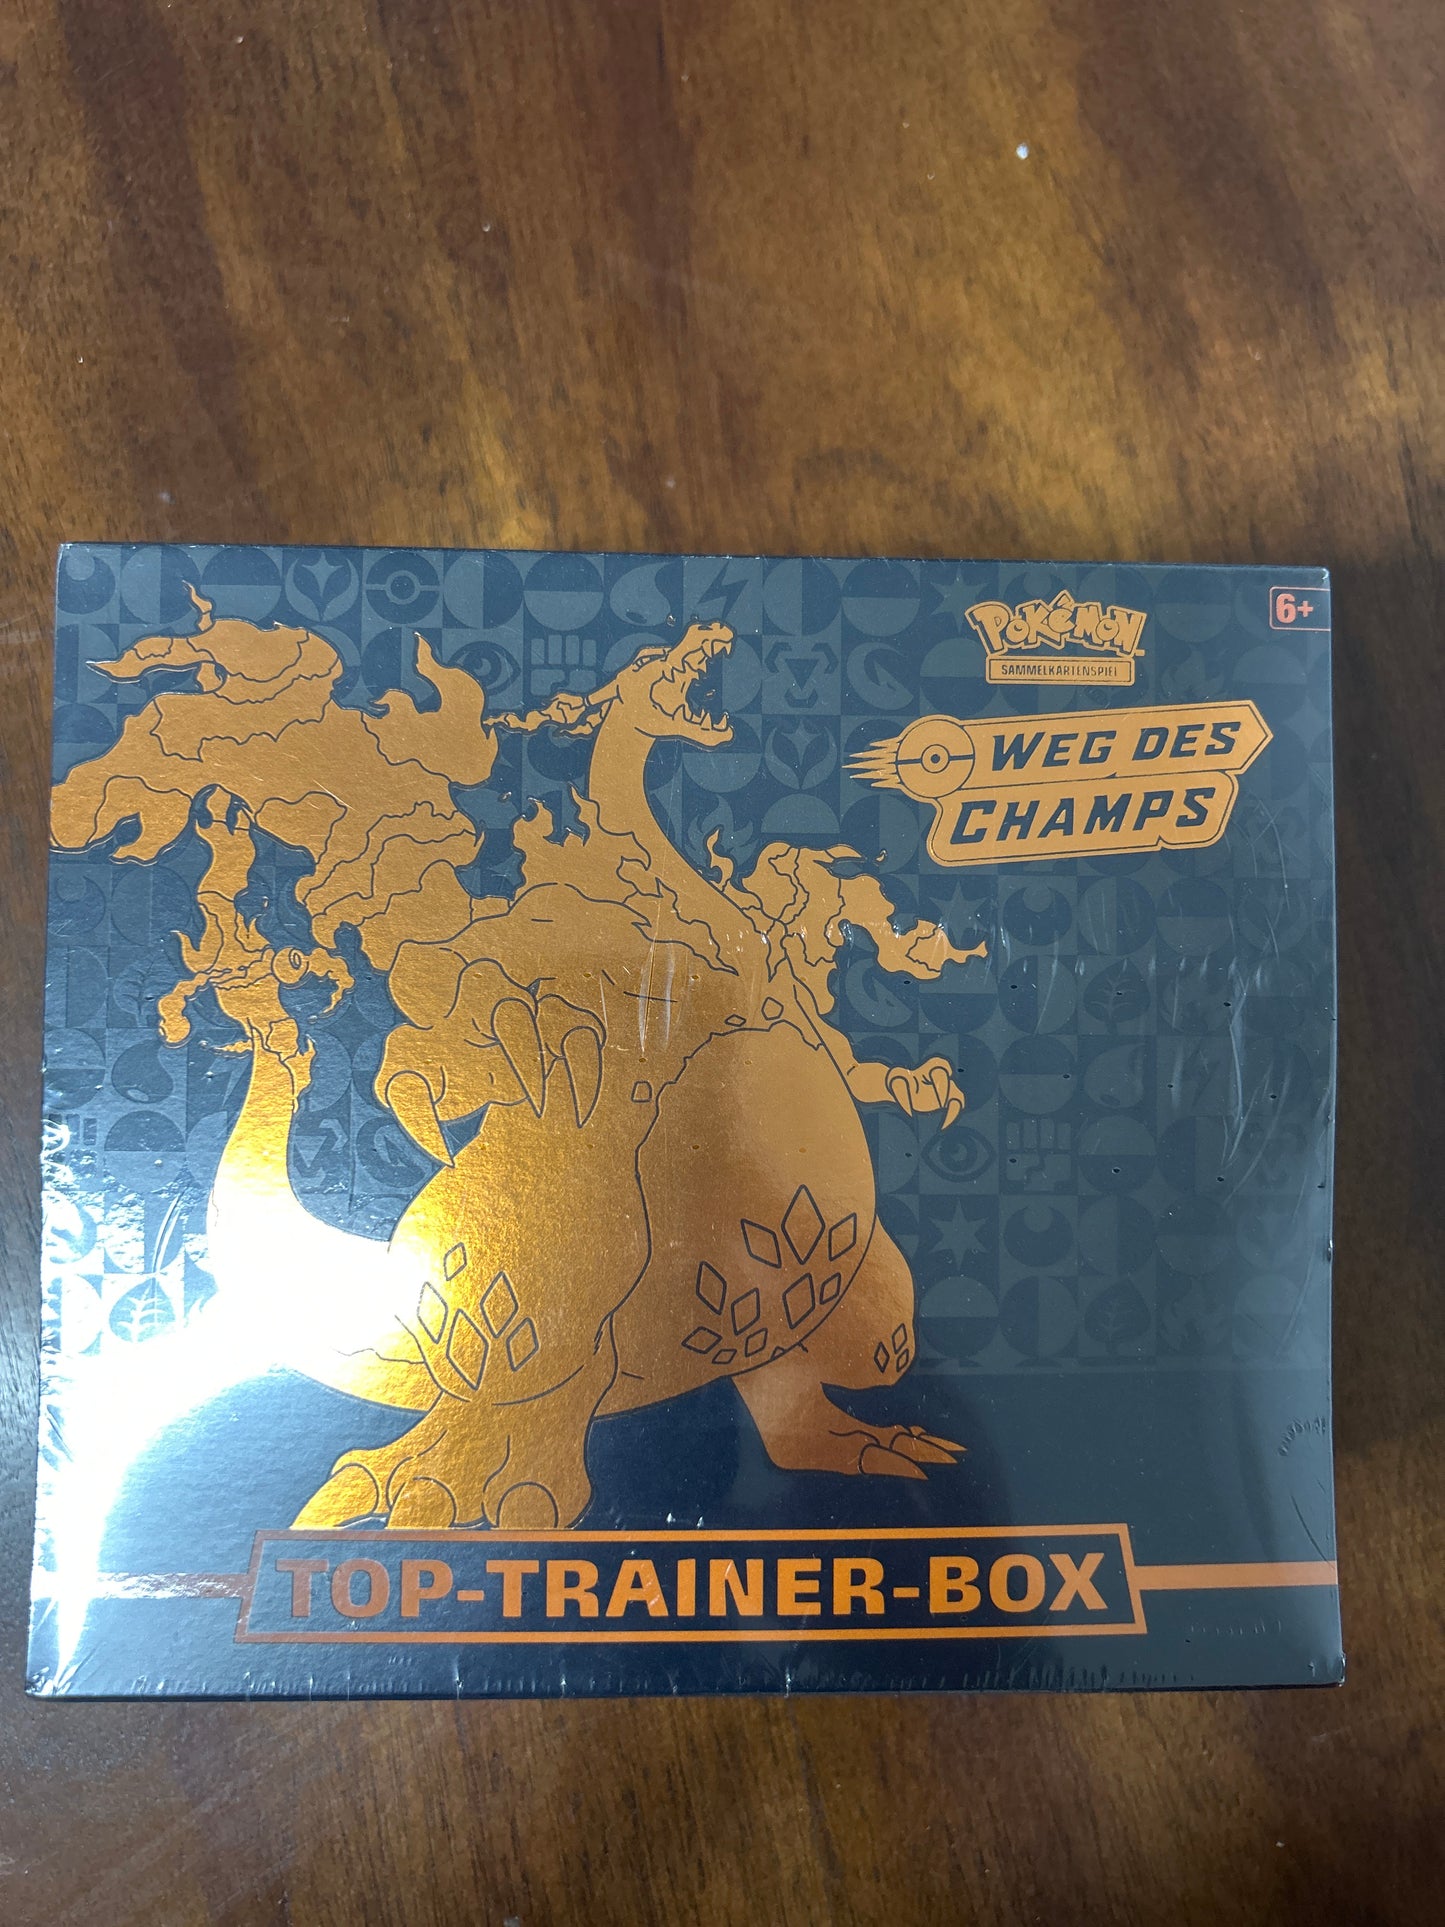 6+
POKÉMON
SAMMELKARTENSPIEL
WEG DES
CHAMPS
TOP-TRAINER-BOX